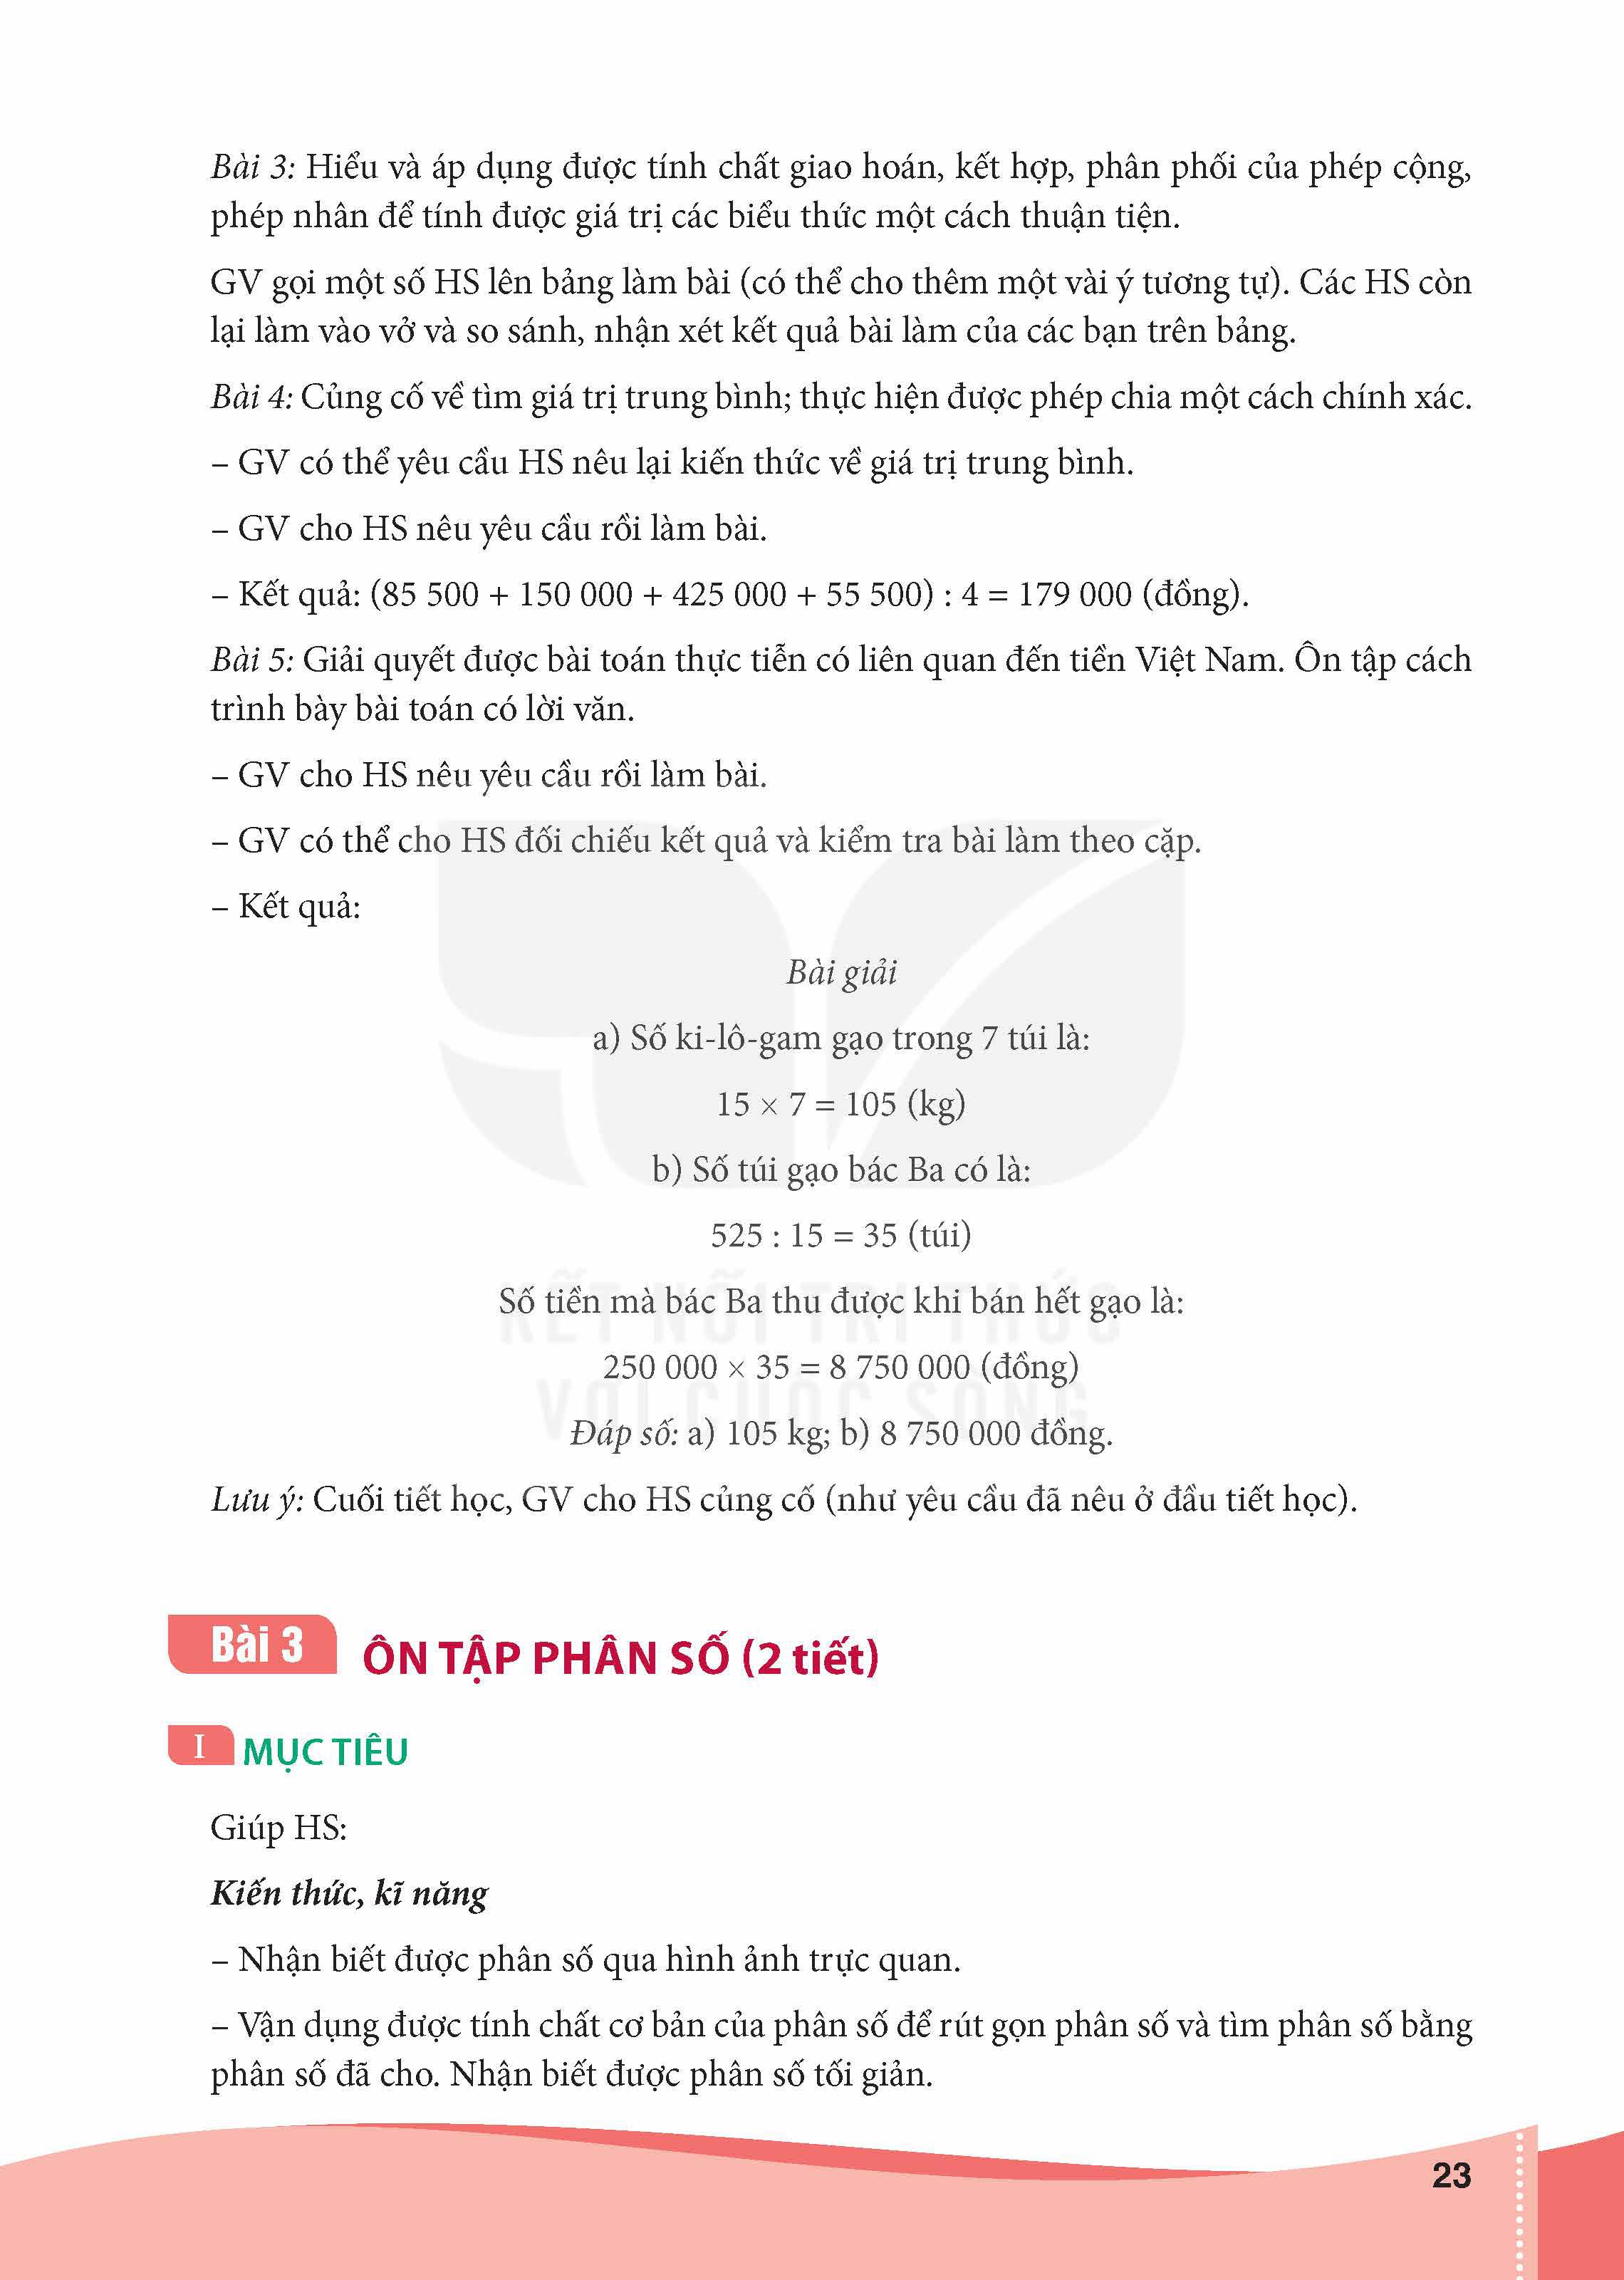 Bài 3: Hiểu và áp dụng được tính chất giao hoán, kết hợp, phân phối của phép cộng,
phép nhân để tính được giá trị các biểu thức một cách thuận tiện.
GV gọi một số HS lên bảng làm bài (có thể cho thêm một vài ý tương tự). Các HS còn
lại làm vào vở và so sánh, nhận xét kết quả bài làm của các bạn trên bảng.
Bài 4: Củng cố về tìm giá trị trung bình; thực hiện được phép chia một cách chính xác.
– GV có thể yêu cầu HS nêu lại kiến thức về giá trị trung bình.
– GV cho HS nêu yêu cầu rồi làm bài.
– Kết quả: (85 500 + 150 000 + 425 000 + 55 500) : 4 = 179 000 (đồng).
Bài 5: Giải quyết được bài toán thực tiễn có liên quan đến tiền Việt Nam. Ôn tập cách
trình bày bài toán có lời văn.
– GV cho HS nêu yêu cầu rồi làm bài.
– GV có thể cho HS đối chiếu kết quả và kiểm tra bài làm theo cặp.
– Kết quả:
Bài giải
a) Số ki-lô-gam gạo trong 7 túi là:
15 × 7 = 105 (kg)
b) Số túi gạo bác Ba có là:
525 : 15 = 35 (túi)
KẾT NỐI TRI THỨC
Số tiền mà bác Ba thu được khi bán hết gạo là:
250 000 × 35 = 8 750 000 (đồng)
VỚI CUỘC SỐNG
Đáp số: a) 105 kg; b) 8 750 000 đồng.
Lưu ý: Cuối tiết học, GV cho HS củng cố (như yêu cầu đã nêu ở đầu tiết học).
Bài 3 ÔN TẬP PHÂN SỐ (2 tiết)
I MỤC TIÊU
Giúp HS:
Kiến thức, kĩ năng
– Nhận biết được phân số qua hình ảnh trực quan.
– Vận dụng được tính chất cơ bản của phân số để rút gọn phân số và tìm phân số bằng
phân số đã cho. Nhận biết được phân số tối giản.
23